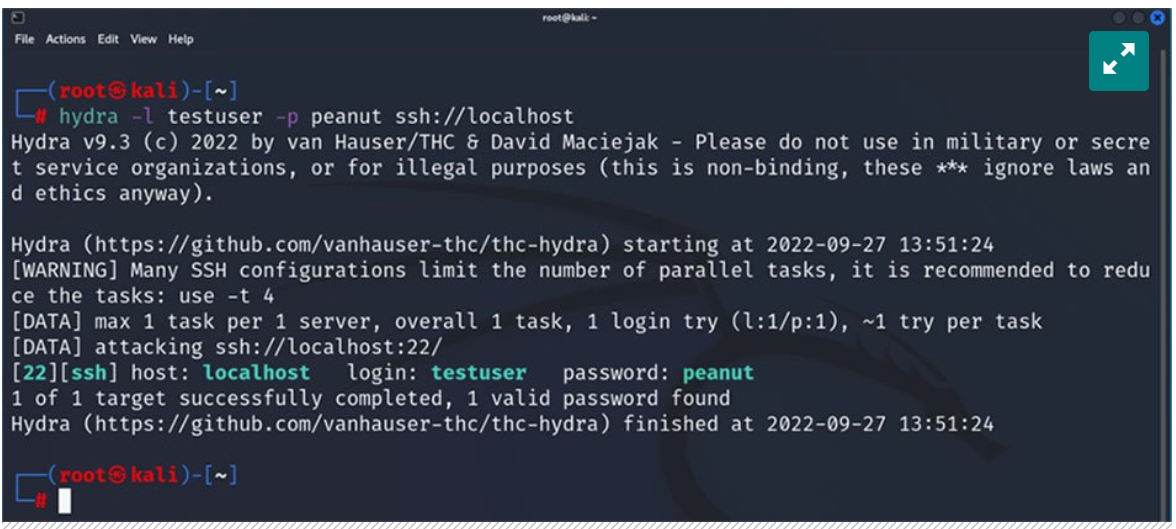 root@kali: ~
File Actions Edit View Help
┌──(root㉿kali)-[~]
└─# hydra -l testuser -p peanut ssh://localhost
Hydra v9.3 (c) 2022 by van Hauser/THC & David Maciejak - Please do not use in military or secre
t service organizations, or for illegal purposes (this is non-binding, these *** ignore laws an
d ethics anyway).
Hydra (https://github.com/vanhauser-thc/thc-hydra) starting at 2022-09-27 13:51:24
[WARNING] Many SSH configurations limit the number of parallel tasks, it is recommended to redu
ce the tasks: use -t 4
[DATA] max 1 task per 1 server, overall 1 task, 1 login try (l:1/p:1), ~1 try per task
[DATA] attacking ssh://localhost:22/
[22][ssh] host: localhost   login: testuser   password: peanut
1 of 1 target successfully completed, 1 valid password found
Hydra (https://github.com/vanhauser-thc/thc-hydra) finished at 2022-09-27 13:51:24
┌──(root㉿kali)-[~]
└─#